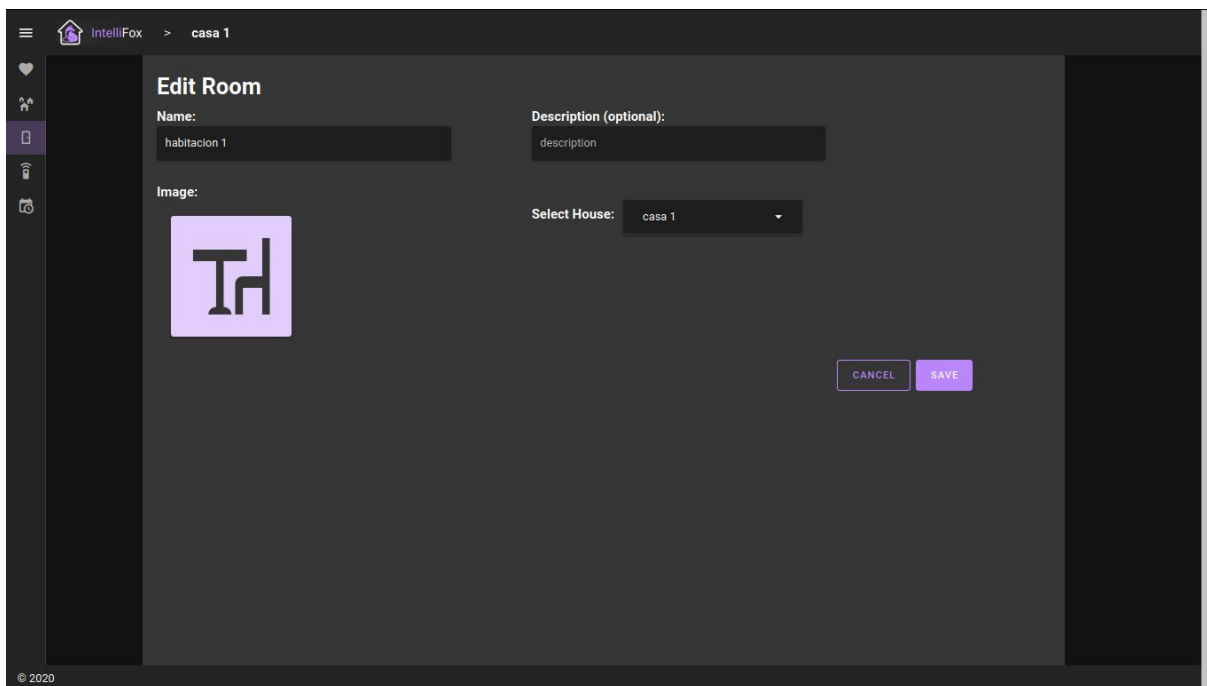 IntelliFox > casa 1
Edit Room
Name:
habitacion 1
Description (optional):
description
Image:
Select House: casa 1
CANCEL SAVE
© 2020